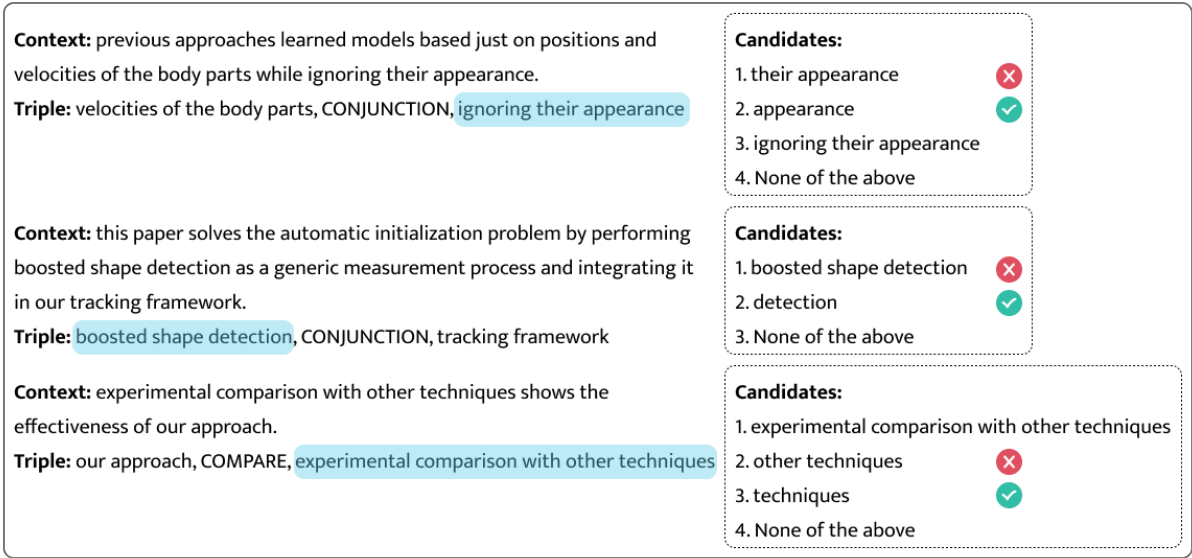 Context: previous approaches learned models based just on positions and
velocities of the body parts while ignoring their appearance.
Triple: velocities of the body parts, CONJUNCTION, ignoring their appearance
Candidates:
1. their appearance
2. appearance
3. ignoring their appearance
4. None of the above
Context: this paper solves the automatic initialization problem by performing
boosted shape detection as a generic measurement process and integrating it
in our tracking framework.
Triple: boosted shape detection, CONJUNCTION, tracking framework
Candidates:
1. boosted shape detection
2. detection
3. None of the above
Context: experimental comparison with other techniques shows the
effectiveness of our approach.
Triple: our approach, COMPARE, experimental comparison with other techniques
Candidates:
1. experimental comparison with other techniques
2. other techniques
3. techniques
4. None of the above